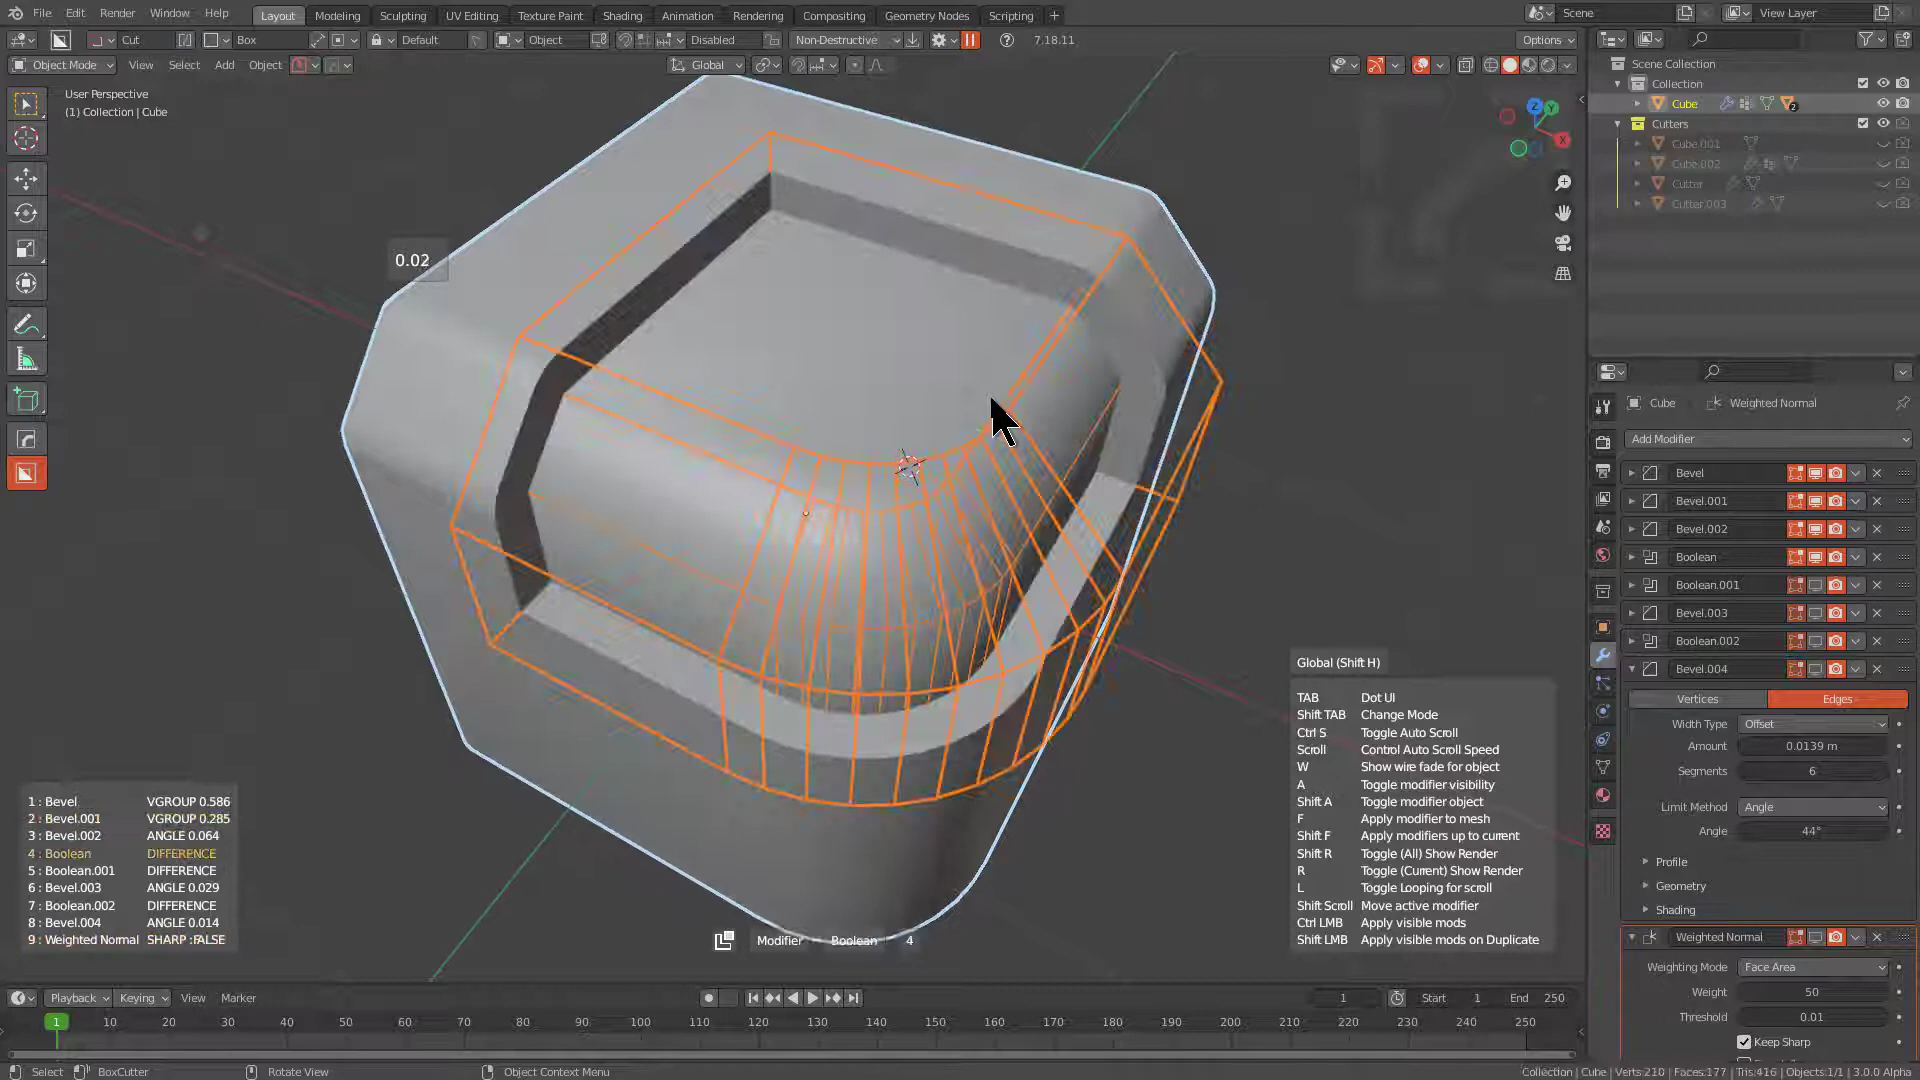 File Edit Render Window Help
Layout Modeling Sculpting UV Editing Texture Paint Shading Animation Rendering Compositing Geometry Nodes Scripting +
Scene View Layer
Cut Box Default Object Disabled Non-Destructive 7.18.11 Options
Object Mode View Select Add Object Global
User Perspective
(1) Collection | Cube
0.02
Z
Y
X
Scene Collection
Collection
Cube 2
Cutters
Cube.001
Cube.002
Cutter
Cutter.003
Cube Weighted Normal
Add Modifier
Bevel
Bevel.001
Bevel.002
Boolean
Boolean.001
Bevel.003
Boolean.002
Bevel.004
Vertices Edges
Width Type Offset
Amount 0.0139 m
Segments 6
Limit Method Angle
Angle 44°
Profile
Geometry
Shading
Weighted Normal
Weighting Mode Face Area
Weight 50
Threshold 0.01
Keep Sharp
Global (Shift H)
TAB Dot UI
Shift TAB Change Mode
Ctrl S Toggle Auto Scroll
Scroll Control Auto Scroll Speed
W Show wire fade for object
A Toggle modifier visibility
Shift A Toggle modifier object
F Apply modifier to mesh
Shift F Apply modifiers up to current
Shift R Toggle (All) Show Render
R Toggle (Current) Show Render
L Toggle Looping for scroll
Shift Scroll Move active modifier
Ctrl LMB Apply visible mods
Shift LMB Apply visible mods on Duplicate
1 : Bevel VGROUP 0.586
2 : Bevel.001 VGROUP 0.285
3 : Bevel.002 ANGLE 0.064
4 : Boolean DIFFERENCE
5 : Boolean.001 DIFFERENCE
6 : Bevel.003 ANGLE 0.029
7 : Boolean.002 DIFFERENCE
8 : Bevel.004 ANGLE 0.014
9 : Weighted Normal SHARP :FALSE
Modifier Boolean 4
Playback Keying View Marker 1 Start 1 End 250
1 10 20 30 40 50 60 70 80 90 100 110 120 130 140 150 160 170 180 190 200 210 220 230 240 250
Select BoxCutter Rotate View Object Context Menu Collection | Cube | Verts:210 | Faces:177 | Tris:416 | Objects:1/1 | 3.0.0 Alpha